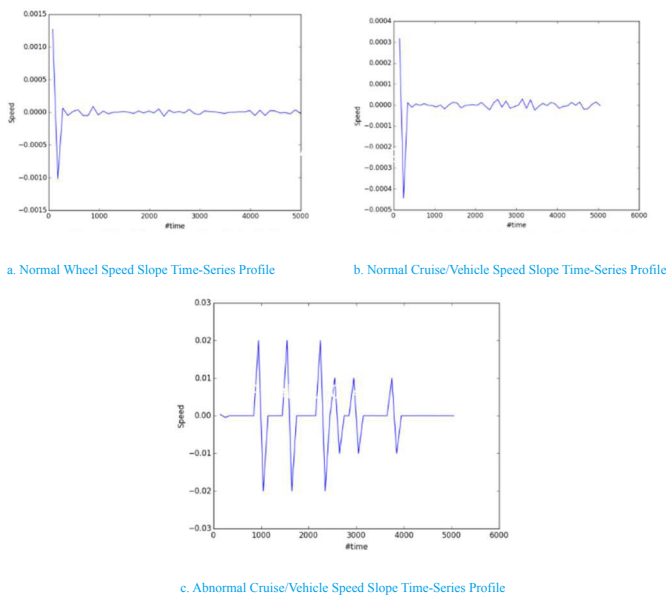 0.0015
0.0010
0.0005
0.0000
−0.0005
−0.0010
−0.0015
Speed
0 1000 2000 3000 4000 5000
#time
0.0004
0.0003
0.0002
0.0001
0.0000
−0.0001
−0.0002
−0.0003
−0.0004
−0.0005
Speed
0 1000 2000 3000 4000 5000 6000
#time
a. Normal Wheel Speed Slope Time-Series Profile
b. Normal Cruise/Vehicle Speed Slope Time-Series Profile
0.03
0.02
0.01
0.00
−0.01
−0.02
−0.03
Speed
0 1000 2000 3000 4000 5000 6000
#time
c. Abnormal Cruise/Vehicle Speed Slope Time-Series Profile